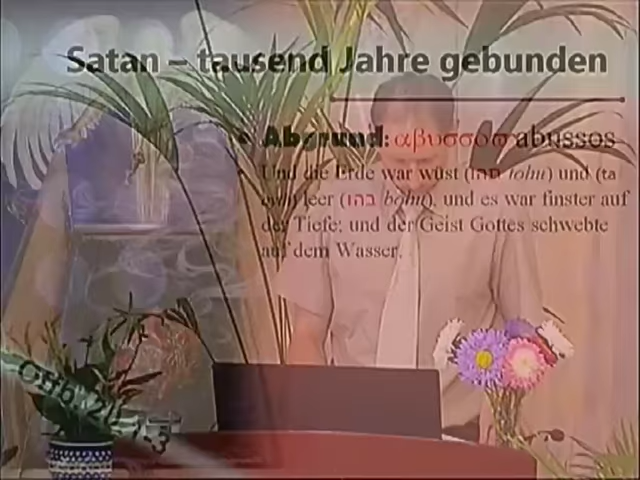 Satan – tausend Jahre gebunden
• Abgrund: αβυσσοσ abussos
Und die Erde war wüst (תהו tohu) und (ta
leer (בהו bohu), und es war finster auf
der Tiefe; und der Geist Gottes schwebte
auf dem Wasser.